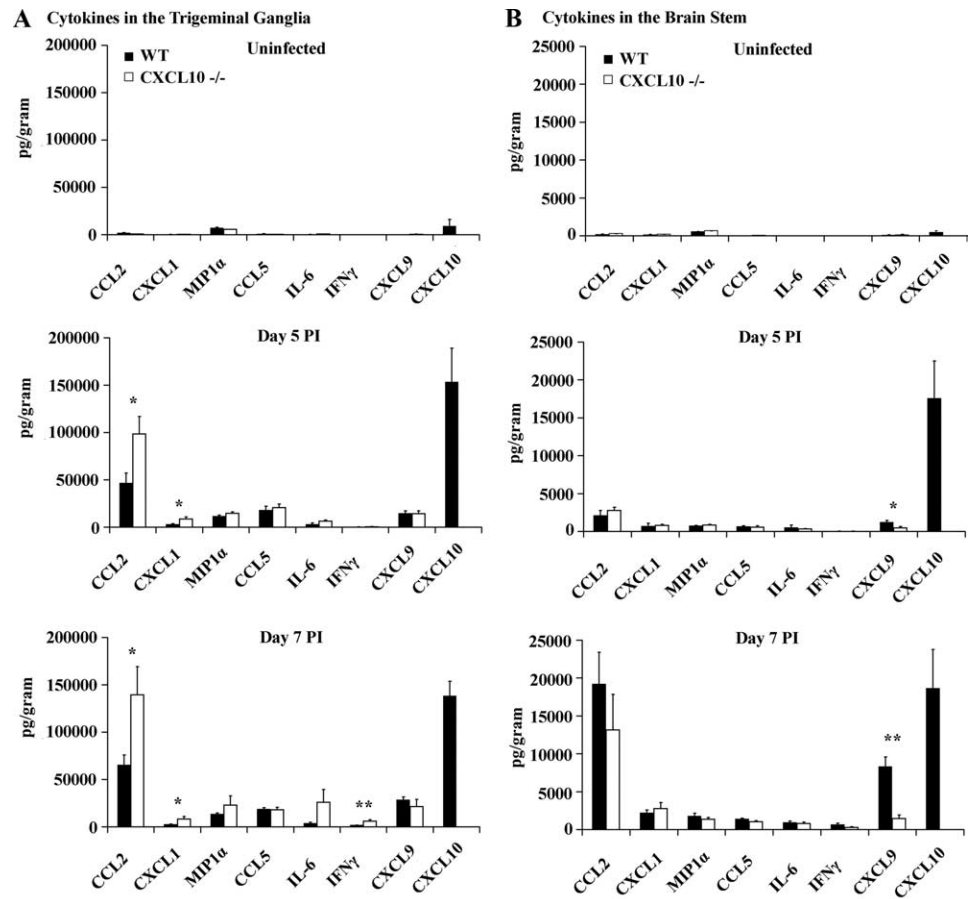 A Cytokines in the Trigeminal Ganglia
Uninfected
WT
CXCL10 -/-
pg/gram
200000
150000
100000
50000
0
CCL2 CXCL1 MIP1α CCL5 IL-6 IFNγ CXCL9 CXCL10
Day 5 PI
pg/gram
200000
150000
100000
50000
0
*
*
CCL2 CXCL1 MIP1α CCL5 IL-6 IFNγ CXCL9 CXCL10
Day 7 PI
pg/gram
200000
150000
100000
50000
0
*
*
**
CCL2 CXCL1 MIP1α CCL5 IL-6 IFNγ CXCL9 CXCL10
B Cytokines in the Brain Stem
Uninfected
WT
CXCL10 -/-
pg/gram
25000
20000
15000
10000
5000
0
CCL2 CXCL1 MIP1α CCL5 IL-6 IFNγ CXCL9 CXCL10
Day 5 PI
pg/gram
25000
20000
15000
10000
5000
0
*
CCL2 CXCL1 MIP1α CCL5 IL-6 IFNγ CXCL9 CXCL10
Day 7 PI
pg/gram
25000
20000
15000
10000
5000
0
**
CCL2 CXCL1 MIP1α CCL5 IL-6 IFNγ CXCL9 CXCL10